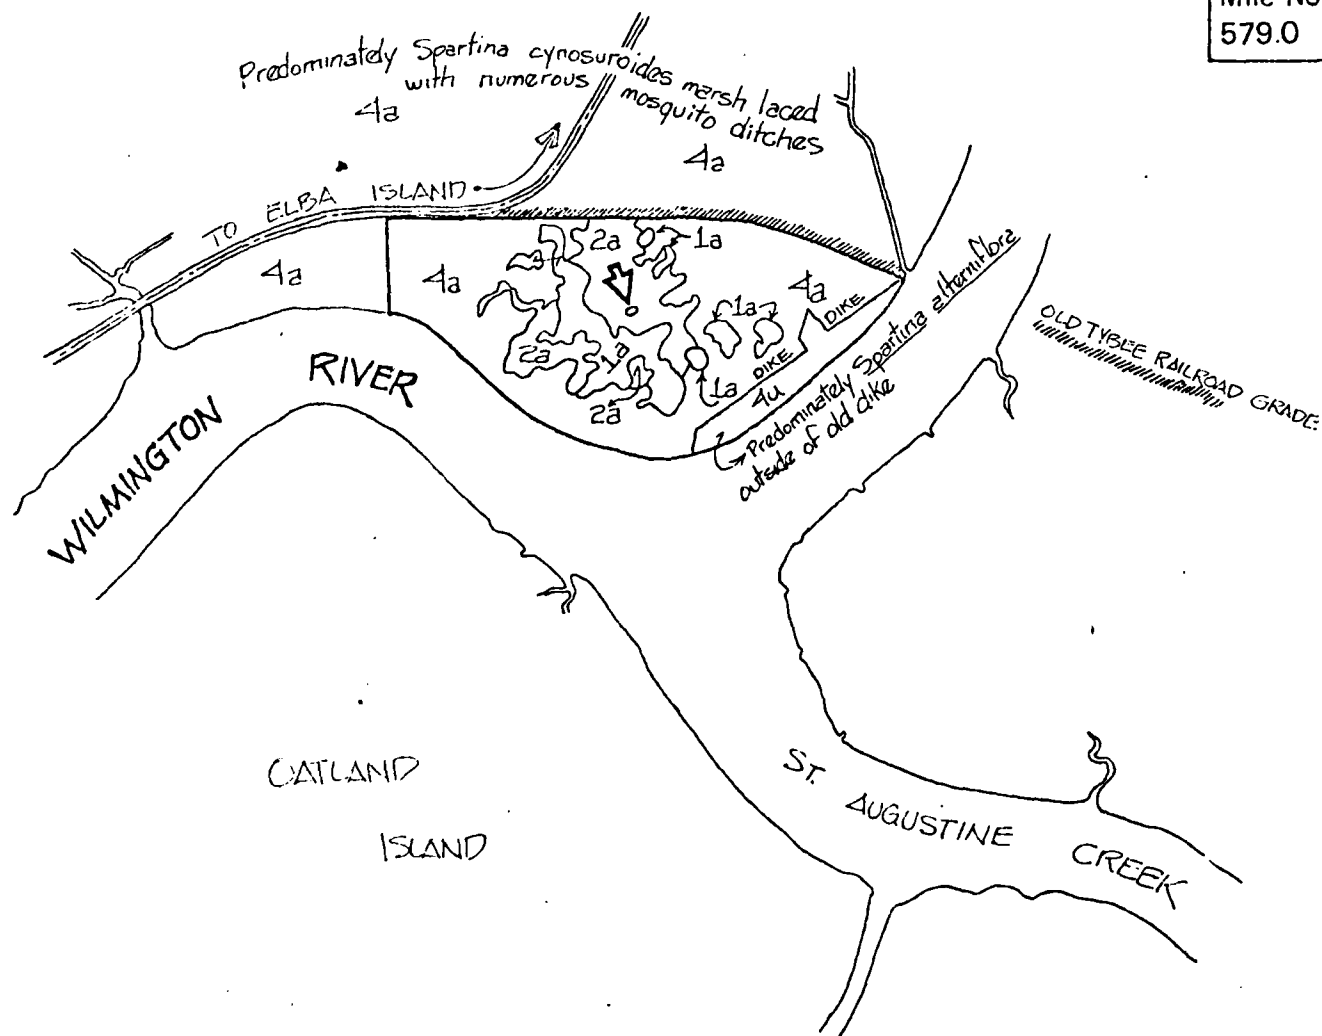 Mile No
579.0
Predominately Spartina cynosuroides marsh laced
with numerous mosquito ditches
4a
4a
TO ELBA ISLAND
4a
4a
2a
1a
4a
1a
DIKE
2a
1a
DIKE
1a
4u
2a
Predominately Spartina alterniflora
outside of old dike
OLD TYBEE RAILROAD GRADE
WILMINGTON RIVER
OATLAND
ISLAND
ST. AUGUSTINE CREEK